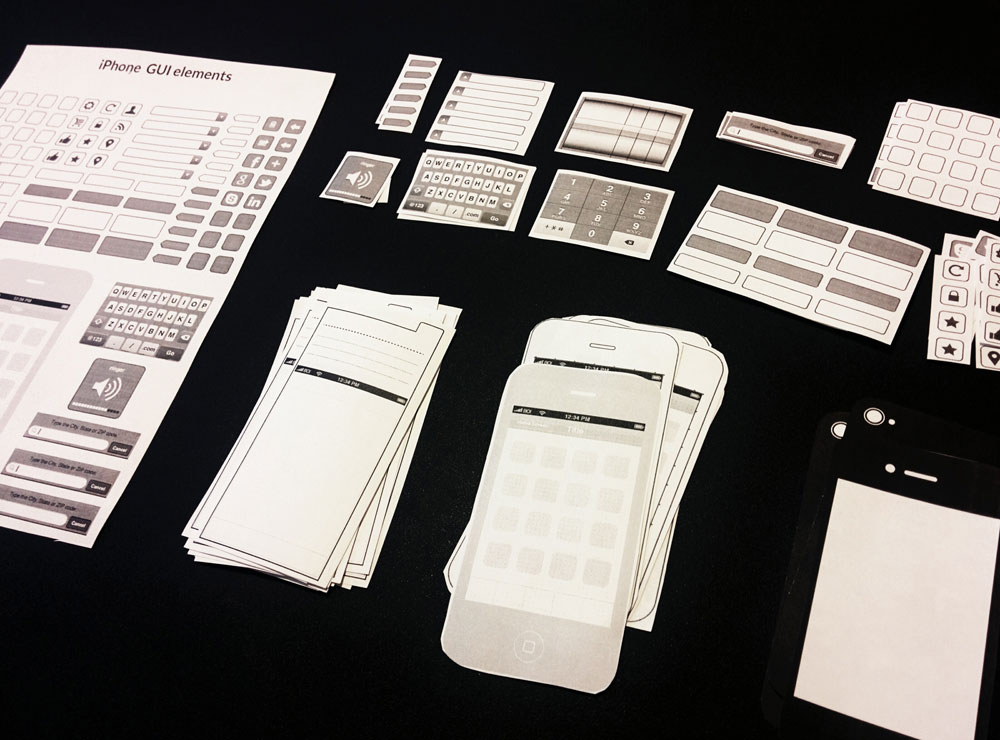 iPhone GUI elements
Q W E R T Y U I O P
A S D F G H J K L
Z X C V B N M
@123
.com
Go
Type the City, State or ZIP code
Cancel
Type the City, State or ZIP code
Cancel
Type the City, State or ZIP code
Cancel
Ringer
Q W E R T Y U I O P
A S D F G H J K L
Z X C V B N M
@123 . / .com Go
1 2 3
4 5 6
7 8 9
+ * # 0
Type the City, State or ZIP code
Cancel
12:34 PM
12:34 PM
12:34 PM